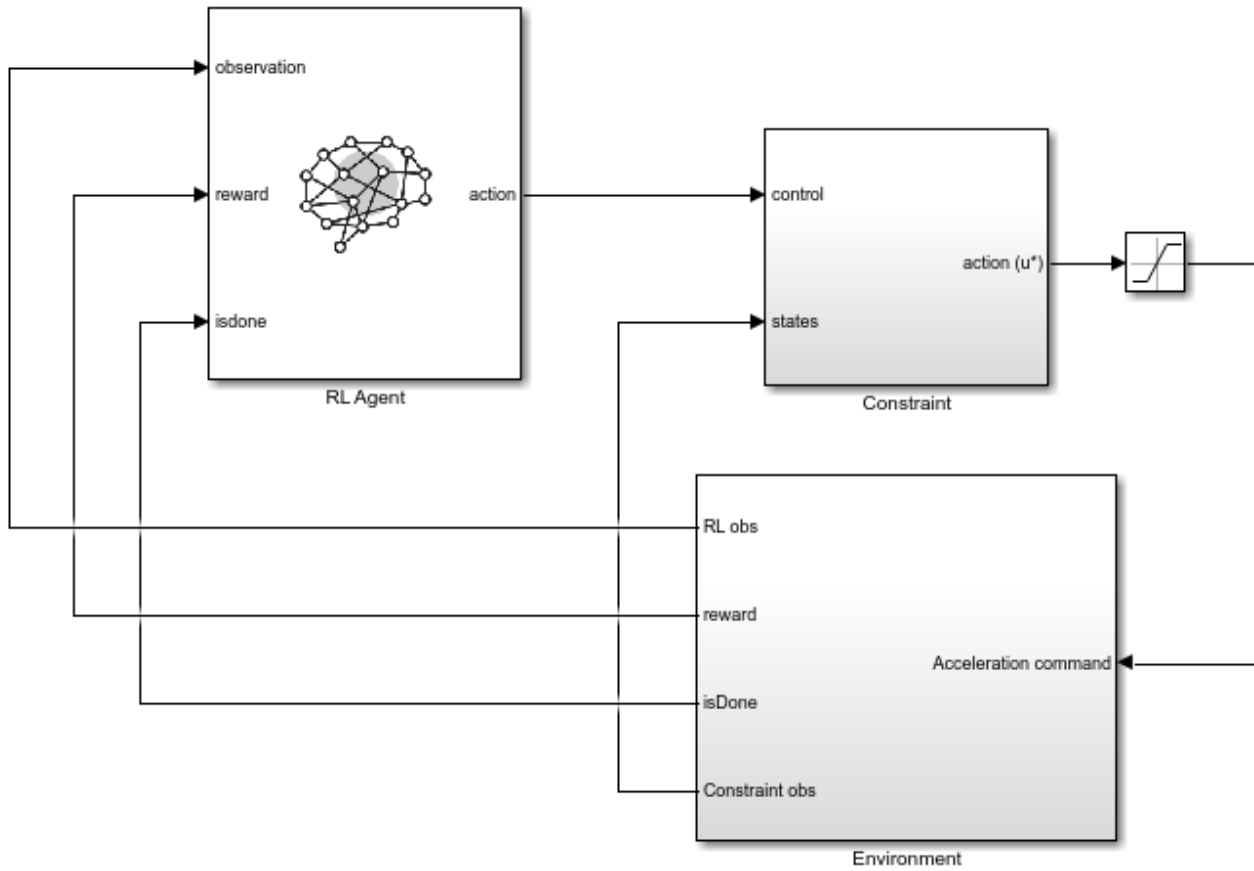 observation
reward
action
isdone
RL Agent
control
action (u*)
states
Constraint
RL obs
reward
Acceleration command
isDone
Constraint obs
Environment